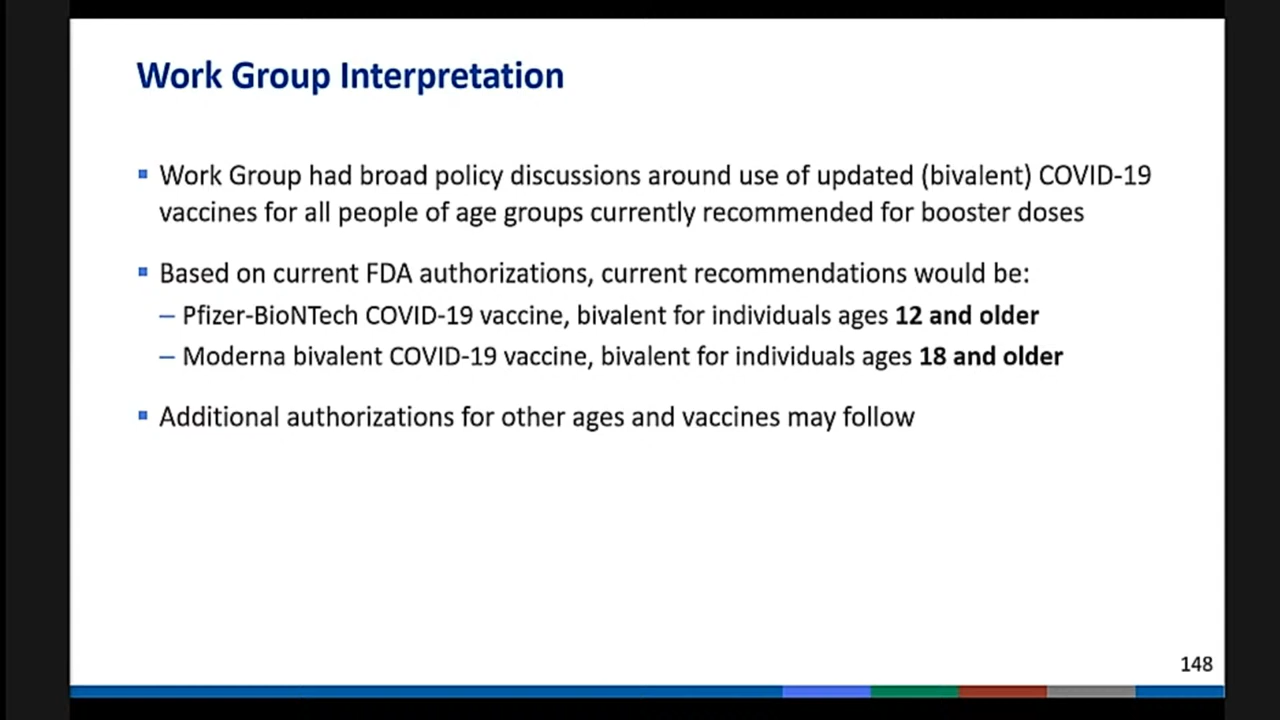 Work Group Interpretation
Work Group had broad policy discussions around use of updated (bivalent) COVID-19
vaccines for all people of age groups currently recommended for booster doses
Based on current FDA authorizations, current recommendations would be:
– Pfizer-BioNTech COVID-19 vaccine, bivalent for individuals ages 12 and older
– Moderna bivalent COVID-19 vaccine, bivalent for individuals ages 18 and older
Additional authorizations for other ages and vaccines may follow
148